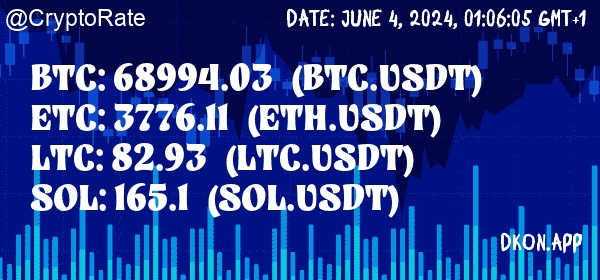 @CryptoRate
DATE: JUNE 4, 2024, 01:06:05 GMT+1
BTC: 68994.03 (BTC.USDT)
ETC: 3776.11 (ETH.USDT)
LTC: 82.93 (LTC.USDT)
SOL: 165.1 (SOL.USDT)
DKON.APP